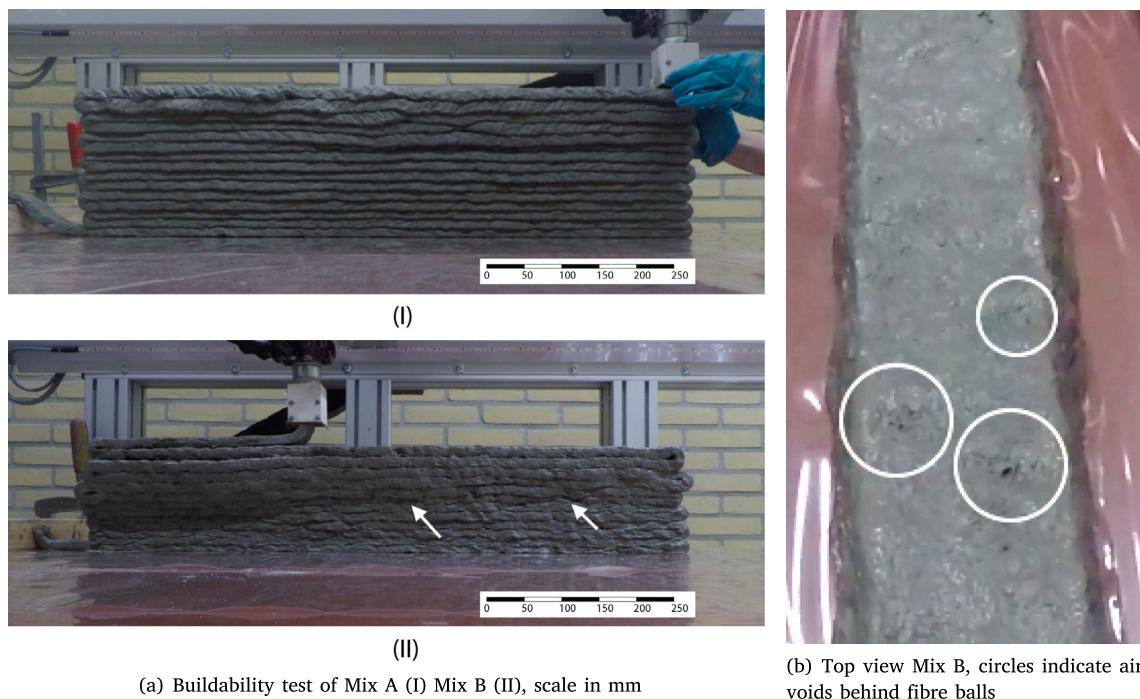 0 50 100 150 200 250
(I)
0 50 100 150 200 250
(II)
(a) Buildability test of Mix A (I) Mix B (II), scale in mm
(b) Top view Mix B, circles indicate air
voids behind fibre balls